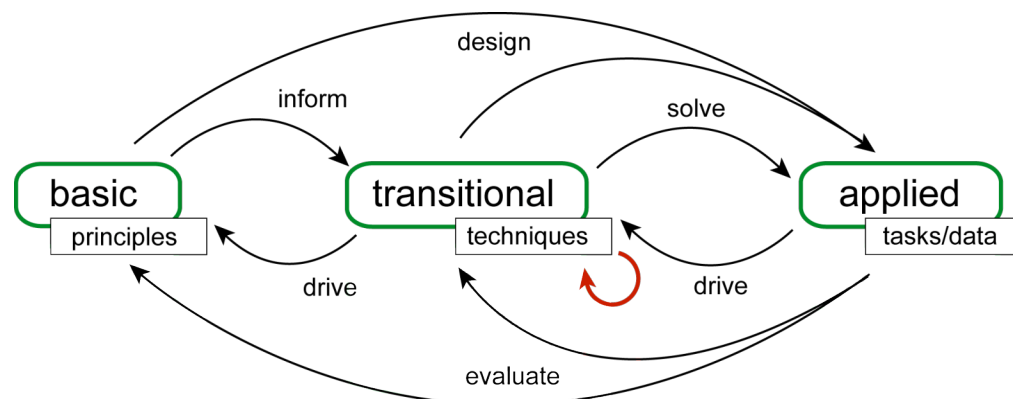 design
inform
solve
basic
transitional
applied
principles
techniques
tasks/data
drive
drive
evaluate